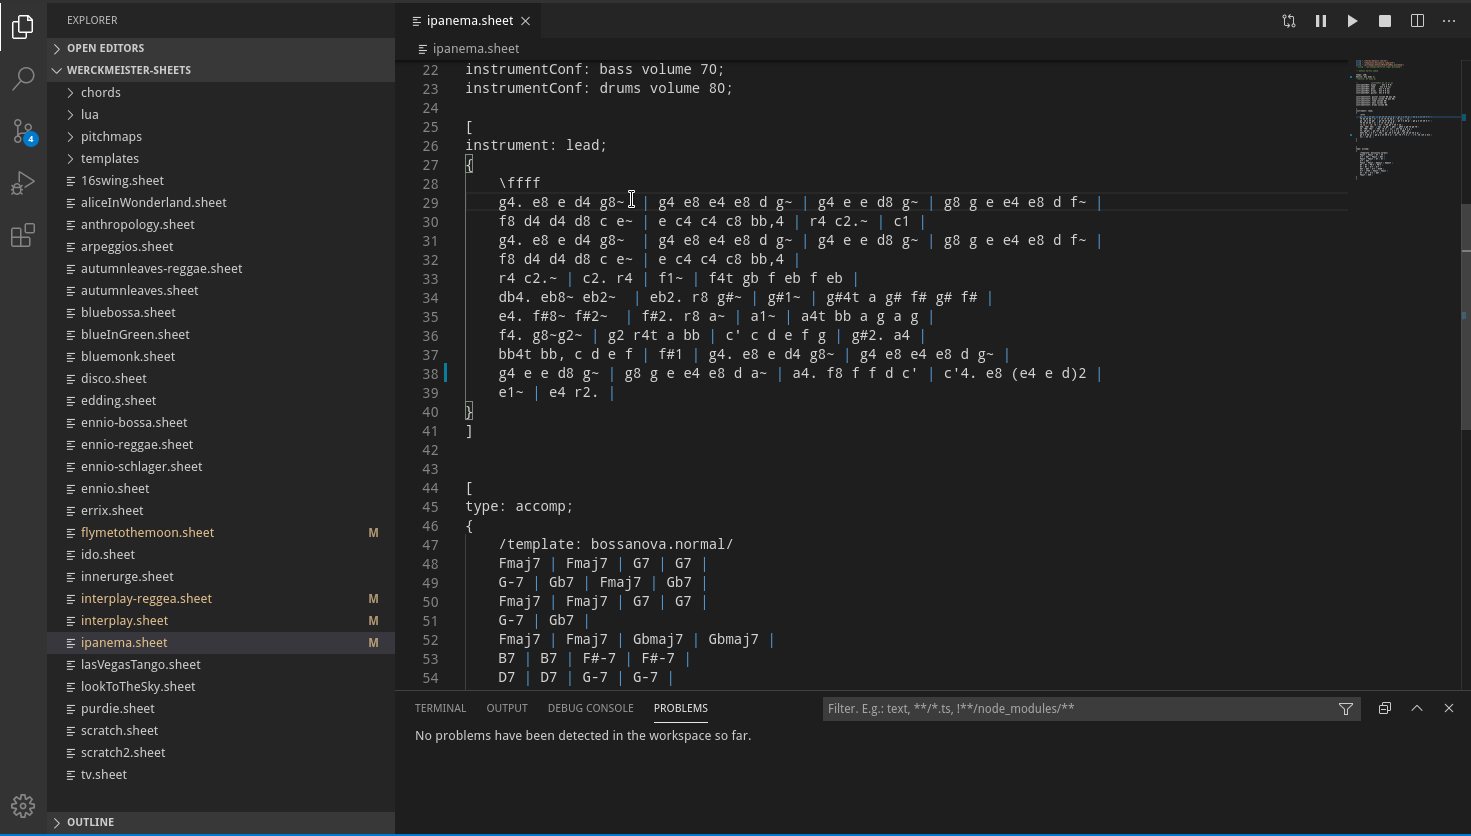 EXPLORER
OPEN EDITORS
WERCKMEISTER-SHEETS
chords
lua
pitchmaps
templates
16swing.sheet
aliceInWonderland.sheet
anthropology.sheet
arpeggios.sheet
autumnleaves-reggae.sheet
autumnleaves.sheet
bluebossa.sheet
blueInGreen.sheet
bluemonk.sheet
disco.sheet
edding.sheet
ennio-bossa.sheet
ennio-reggae.sheet
ennio-schlager.sheet
ennio.sheet
errix.sheet
flymetothemoon.sheet M
ido.sheet
innerurge.sheet
interplay-reggea.sheet M
interplay.sheet M
ipanema.sheet M
lasVegasTango.sheet
lookToTheSky.sheet
purdie.sheet
scratch.sheet
scratch2.sheet
tv.sheet
OUTLINE
4
ipanema.sheet
ipanema.sheet
22 instrumentConf: bass volume 70;
23 instrumentConf: drums volume 80;
24
25 [
26 instrument: lead;
27 {
28 \ffff
29 g4. e8 e d4 g8~ | g4 e8 e4 e8 d g~ | g4 e e d8 g~ | g8 g e e4 e8 d f~ |
30 f8 d4 d4 d8 c e~ | e c4 c4 c8 bb,4 | r4 c2.~ | c1 |
31 g4. e8 e d4 g8~ | g4 e8 e4 e8 d g~ | g4 e e d8 g~ | g8 g e e4 e8 d f~ |
32 f8 d4 d4 d8 c e~ | e c4 c4 c8 bb,4 |
33 r4 c2.~ | c2. r4 | f1~ | f4t gb f eb f eb |
34 db4. eb8~ eb2~ | eb2. r8 g#~ | g#1~ | g#4t a g# f# g# f# |
35 e4. f#8~ f#2~ | f#2. r8 a~ | a1~ | a4t bb a g a g |
36 f4. g8~g2~ | g2 r4t a bb | c' c d e f g | g#2. a4 |
37 bb4t bb, c d e f | f#1 | g4. e8 e d4 g8~ | g4 e8 e4 e8 d g~ |
38 g4 e e d8 g~ | g8 g e e4 e8 d a~ | a4. f8 f f d c' | c'4. e8 (e4 e d)2 |
39 e1~ | e4 r2. |
40 }
41 ]
42
43
44 [
45 type: accomp;
46 {
47 /template: bossanova.normal/
48 Fmaj7 | Fmaj7 | G7 | G7 |
49 G-7 | Gb7 | Fmaj7 | Gb7 |
50 Fmaj7 | Fmaj7 | G7 | G7 |
51 G-7 | Gb7 |
52 Fmaj7 | Fmaj7 | Gbmaj7 | Gbmaj7 |
53 B7 | B7 | F#-7 | F#-7 |
54 D7 | D7 | G-7 | G-7 |
TERMINAL OUTPUT DEBUG CONSOLE PROBLEMS
Filter. E.g.: text, **/*.ts, !**/node_modules/**
No problems have been detected in the workspace so far.